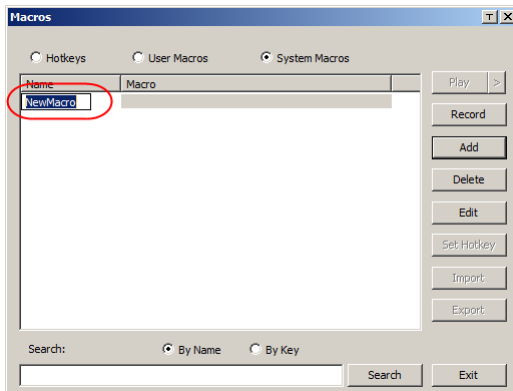 Macros
Hotkeys User Macros System Macros
Name Macro Play >
NewMacro
Record
Add
Delete
Edit
Set Hotkey
Import
Export
Search: By Name By Key
Search Exit